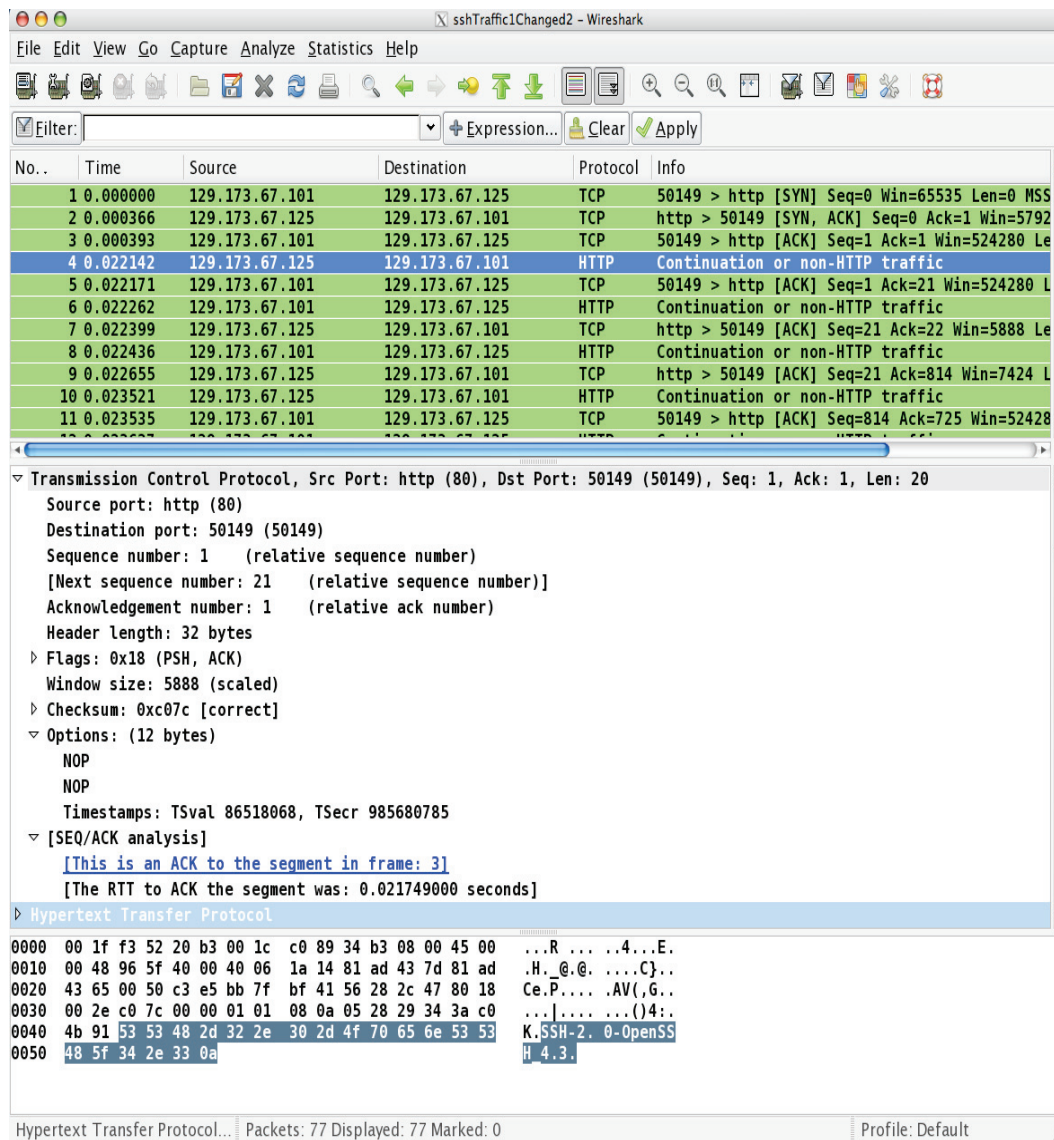 sshTraffic1Changed2 - Wireshark
File Edit View Go Capture Analyze Statistics Help
Filter: Expression... Clear Apply
No. . Time Source Destination Protocol Info
1 0.000000 129.173.67.101 129.173.67.125 TCP 50149 > http [SYN] Seq=0 Win=65535 Len=0 MSS
2 0.000366 129.173.67.125 129.173.67.101 TCP http > 50149 [SYN, ACK] Seq=0 Ack=1 Win=5792
3 0.000393 129.173.67.101 129.173.67.125 TCP 50149 > http [ACK] Seq=1 Ack=1 Win=524280 Le
4 0.022142 129.173.67.125 129.173.67.101 HTTP Continuation or non-HTTP traffic
5 0.022171 129.173.67.101 129.173.67.125 TCP 50149 > http [ACK] Seq=1 Ack=21 Win=524280 L
6 0.022262 129.173.67.101 129.173.67.125 HTTP Continuation or non-HTTP traffic
7 0.022399 129.173.67.125 129.173.67.101 TCP http > 50149 [ACK] Seq=21 Ack=22 Win=5888 Le
8 0.022436 129.173.67.101 129.173.67.125 HTTP Continuation or non-HTTP traffic
9 0.022655 129.173.67.125 129.173.67.101 TCP http > 50149 [ACK] Seq=21 Ack=814 Win=7424 L
10 0.023521 129.173.67.125 129.173.67.101 HTTP Continuation or non-HTTP traffic
11 0.023535 129.173.67.101 129.173.67.125 TCP 50149 > http [ACK] Seq=814 Ack=725 Win=52428
Transmission Control Protocol, Src Port: http (80), Dst Port: 50149 (50149), Seq: 1, Ack: 1, Len: 20
Source port: http (80)
Destination port: 50149 (50149)
Sequence number: 1 (relative sequence number)
[Next sequence number: 21 (relative sequence number)]
Acknowledgement number: 1 (relative ack number)
Header length: 32 bytes
Flags: 0x18 (PSH, ACK)
Window size: 5888 (scaled)
Checksum: 0xc07c [correct]
Options: (12 bytes)
NOP
NOP
Timestamps: TSval 86518068, TSecr 985680785
[SEQ/ACK analysis]
[This is an ACK to the segment in frame: 3]
[The RTT to ACK the segment was: 0.021749000 seconds]
Hypertext Transfer Protocol
0000 00 1f f3 52 20 b3 00 1c c0 89 34 b3 08 00 45 00 ...R ... ..4...E.
0010 00 48 96 5f 40 00 40 06 1a 14 81 ad 43 7d 81 ad .H._@.@. ....C}..
0020 43 65 00 50 c3 e5 bb 7f bf 41 56 28 2c 47 80 18 Ce.P.... .AV(,G..
0030 00 2e c0 7c 00 00 01 01 08 0a 05 28 29 34 3a c0 ...|.... ...()4:.
0040 4b 91 53 53 48 2d 32 2e 30 2d 4f 70 65 6e 53 53 K.SSH-2. 0-OpenSS
0050 48 5f 34 2e 33 0a H_4.3.
Hypertext Transfer Protocol... Packets: 77 Displayed: 77 Marked: 0 Profile: Default